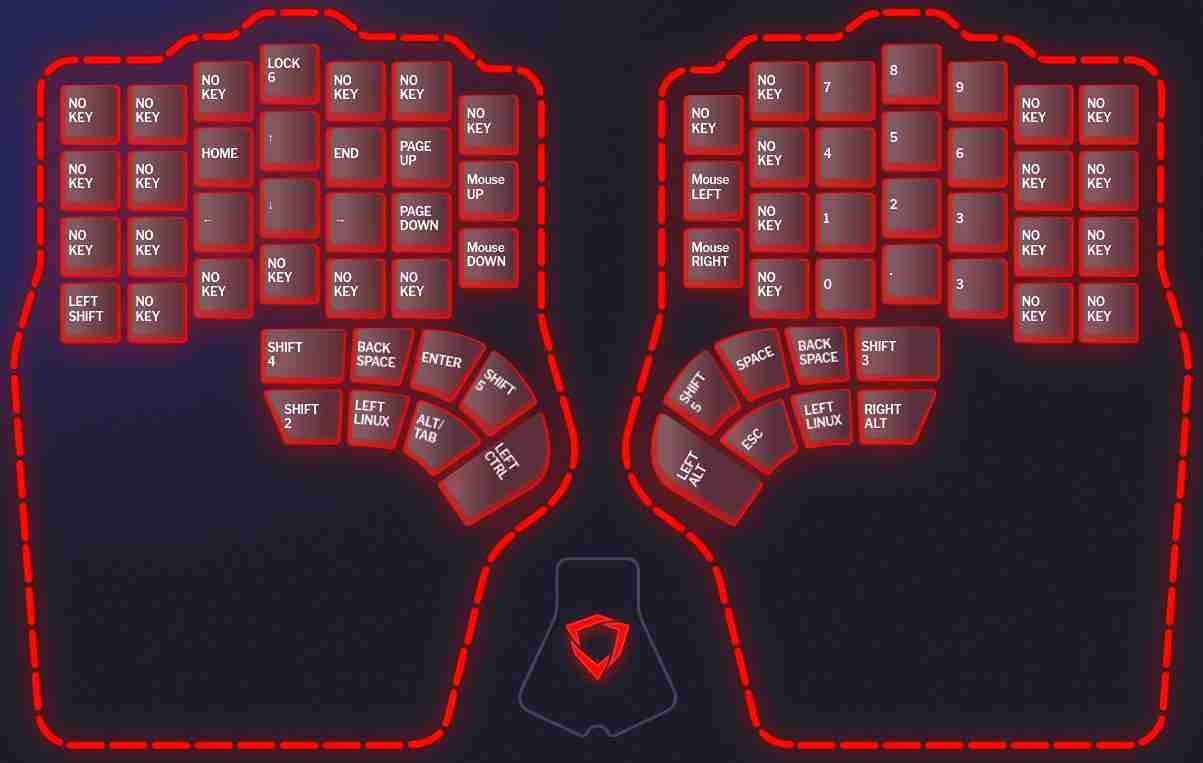 NO
KEY
NO
KEY
NO
KEY
LOCK
6
NO
KEY
NO
KEY
NO
KEY
NO
KEY
NO
KEY
HOME
↑
END
PAGE
UP
Mouse
UP
NO
KEY
NO
KEY
←
↓
→
PAGE
DOWN
Mouse
DOWN
LEFT
SHIFT
NO
KEY
NO
KEY
NO
KEY
NO
KEY
NO
KEY
SHIFT
4
BACK
SPACE
ENTER
SHIFT
5
SHIFT
2
LEFT
LINUX
ALT/
TAB
LEFT
CTRL
NO
KEY
NO
KEY
7
8
9
NO
KEY
NO
KEY
Mouse
LEFT
NO
KEY
4
5
6
NO
KEY
NO
KEY
Mouse
RIGHT
NO
KEY
1
2
3
NO
KEY
NO
KEY
NO
KEY
0
.
3
NO
KEY
NO
KEY
SHIFT
5
SPACE
BACK
SPACE
SHIFT
3
LEFT
ALT
ESC
LEFT
LINUX
RIGHT
ALT